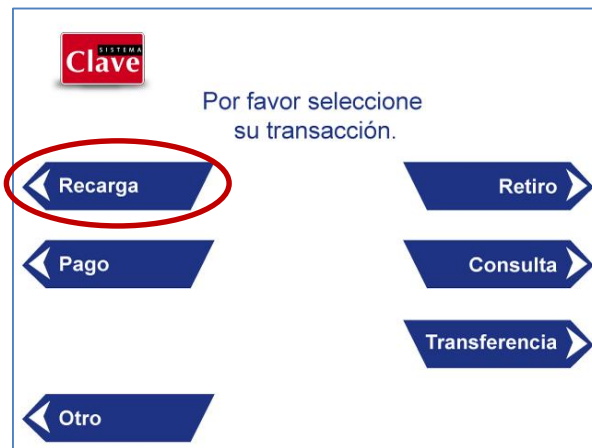 SISTEMA
Clave
Por favor seleccione
su transacción.
Recarga
Retiro
Pago
Consulta
Transferencia
Otro